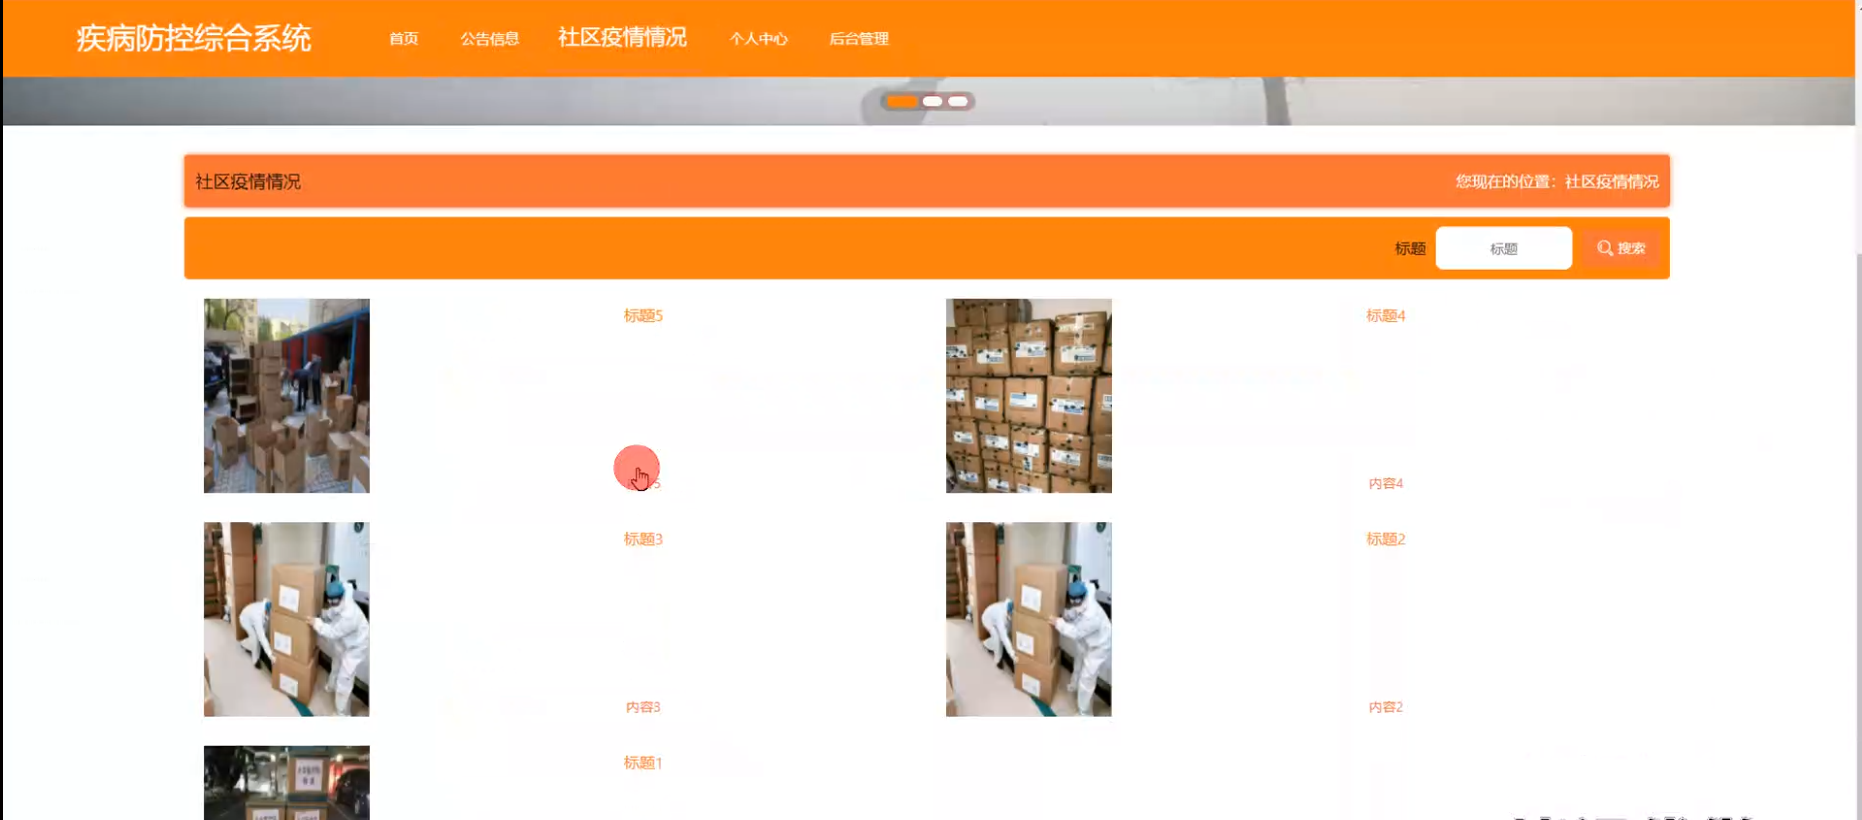 疾病防控综合系统 首页 公告信息 社区疫情情况 个人中心 后台管理
社区疫情情况 您现在的位置：社区疫情情况
标题 标题 搜索
标题5 标题4
内容4
标题3 标题2
内容3 内容2
标题1